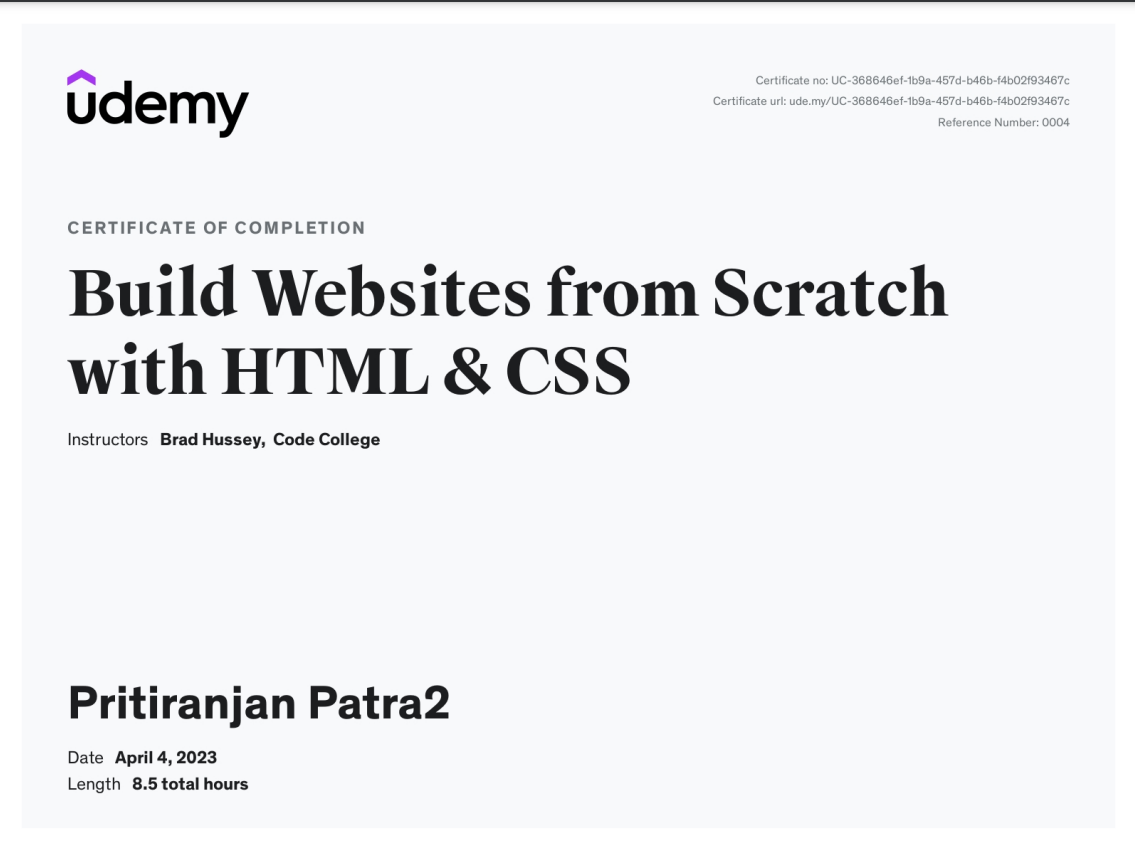 udemy
Certificate no: UC-368646ef-1b9a-457d-b46b-f4b02f93467c
Certificate url: ude.my/UC-368646ef-1b9a-457d-b46b-f4b02f93467c
Reference Number: 0004
CERTIFICATE OF COMPLETION
Build Websites from Scratch
with HTML & CSS
Instructors Brad Hussey, Code College
Pritiranjan Patra2
Date April 4, 2023
Length 8.5 total hours